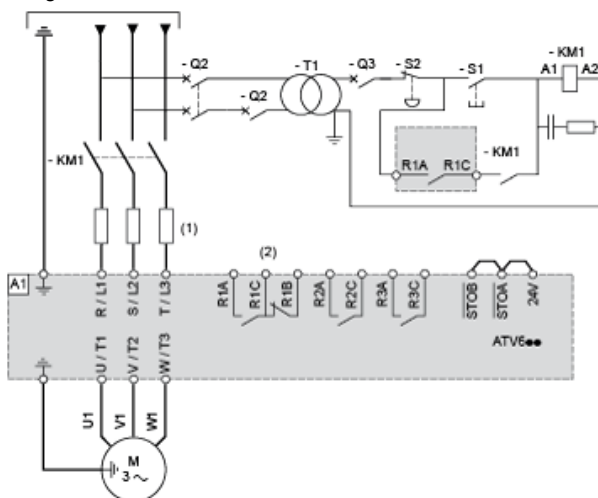 - Q2
- T1
- Q3
- S2
- S1
- KM1
A1
A2
- Q2
- KM1
R1A
R1C
- KM1
(1)
(2)
A1
R / L1
S / L2
T / L3
R1A
R1C
R1B
R2A
R2C
R3A
R3C
STOB
STOA
24V
ATV6●●
U / T1
V / T2
W / T3
U1
V1
W1
M
3 ~